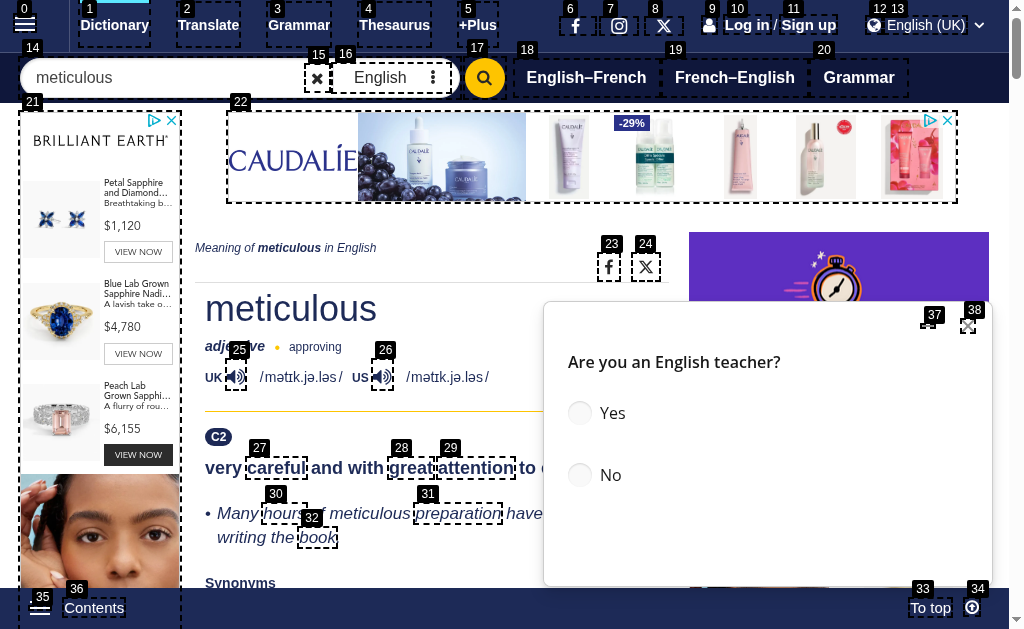 0 1 2 3 4 5 6 7 8 9 10 11 12 13
Dictionary Translate Grammar Thesaurus +Plus Log in / Sign up English (UK)
14 15 16 17 18 19 20
meticulous English English–French French–English Grammar
21 22
BRILLIANT EARTH
Petal Sapphire
and Diamond...
Breathtaking b...
$1,120
VIEW NOW
Blue Lab Grown
Sapphire Nadi...
A lavish take o...
$4,780
VIEW NOW
Peach Lab
Grown Sapphi...
A flurry of rou...
$6,155
VIEW NOW
CAUDALÍE
-29%
Meaning of meticulous in English
23 24
meticulous
25 26
adjective • approving
UK /mətɪk.jə.ləs/ US /mətɪk.jə.ləs/
C2
27 28 29
very careful and with great attention to
30 31
• Many hours of meticulous preparation have
32
writing the book
Synonyms
37 38
Are you an English teacher?
Yes
No
35 36 33 34
Contents To top